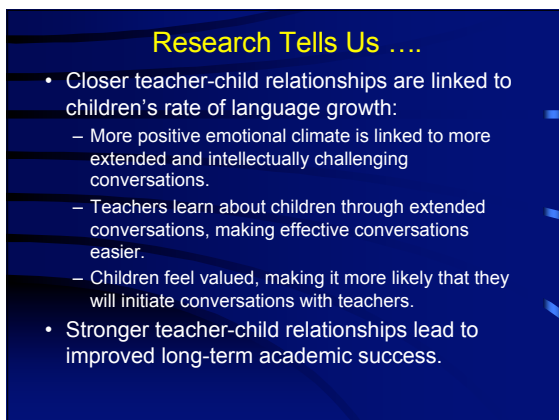 Research Tells Us ….
• Closer teacher-child relationships are linked to
children's rate of language growth:
– More positive emotional climate is linked to more
extended and intellectually challenging
conversations.
– Teachers learn about children through extended
conversations, making effective conversations
easier.
– Children feel valued, making it more likely that they
will initiate conversations with teachers.
• Stronger teacher-child relationships lead to
improved long-term academic success.